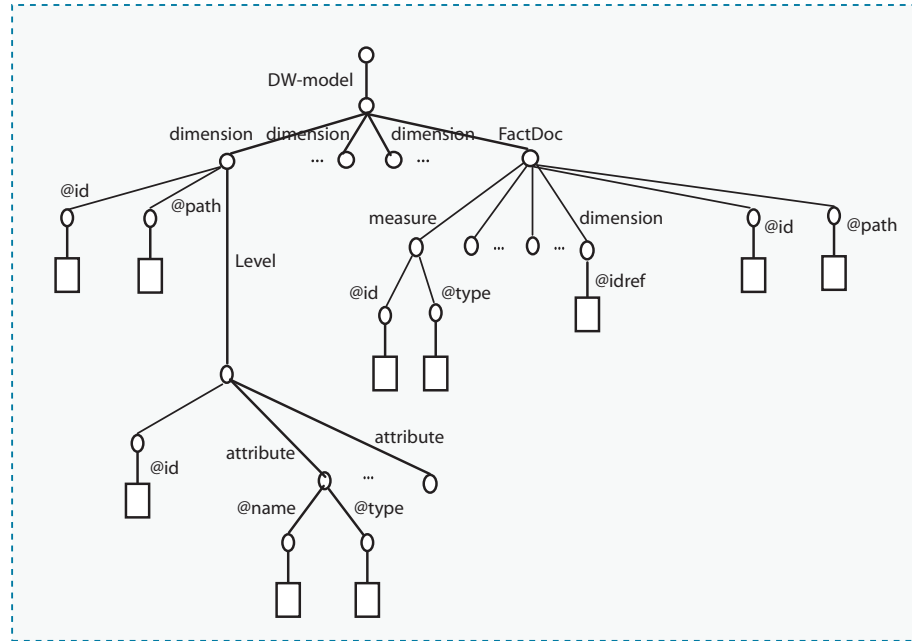 DW-model
dimension dimension dimension FactDoc
... ...
@id
@path
measure dimension
@id @path
... ...
Level
@idref
@id @type
attribute
attribute
@id
...
@name @type